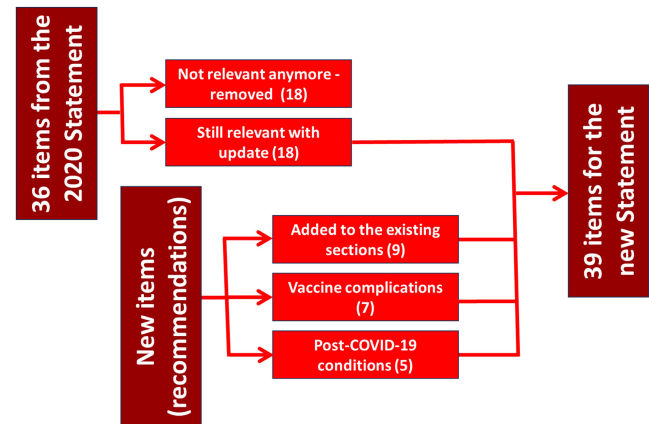 36 items from the
2020 Statement
Not relevant anymore -
removed (18)
Still relevant with
update (18)
New items
(recommendations)
Added to the existing
sections (9)
Vaccine complications
(7)
Post-COVID-19
conditions (5)
39 items for the
new Statement